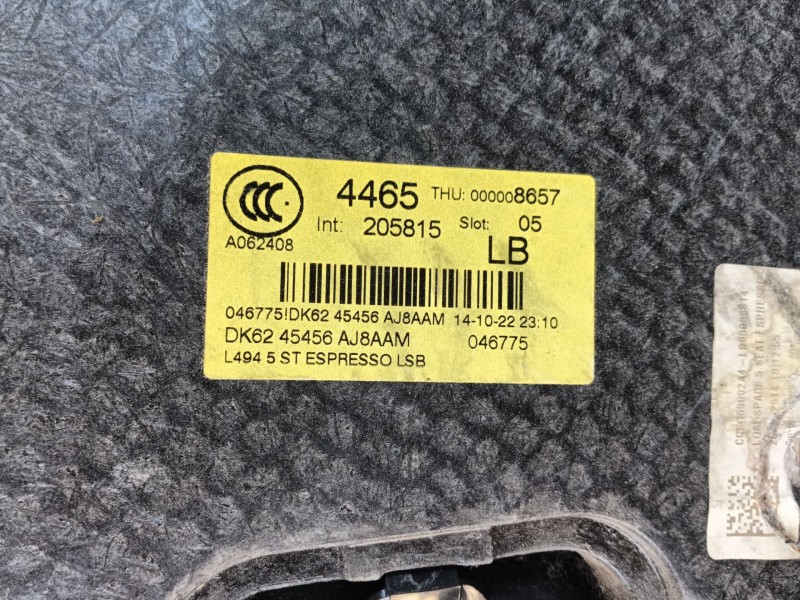 CCC 4465 THU: 000008657
Int: 205815 Slot: 05
A062408 LB
046775!DK62 45456 AJ8AAM 14-10-22 23:10
DK62 45456 AJ8AAM 046775
L494 5 ST ESPRESSO LSB